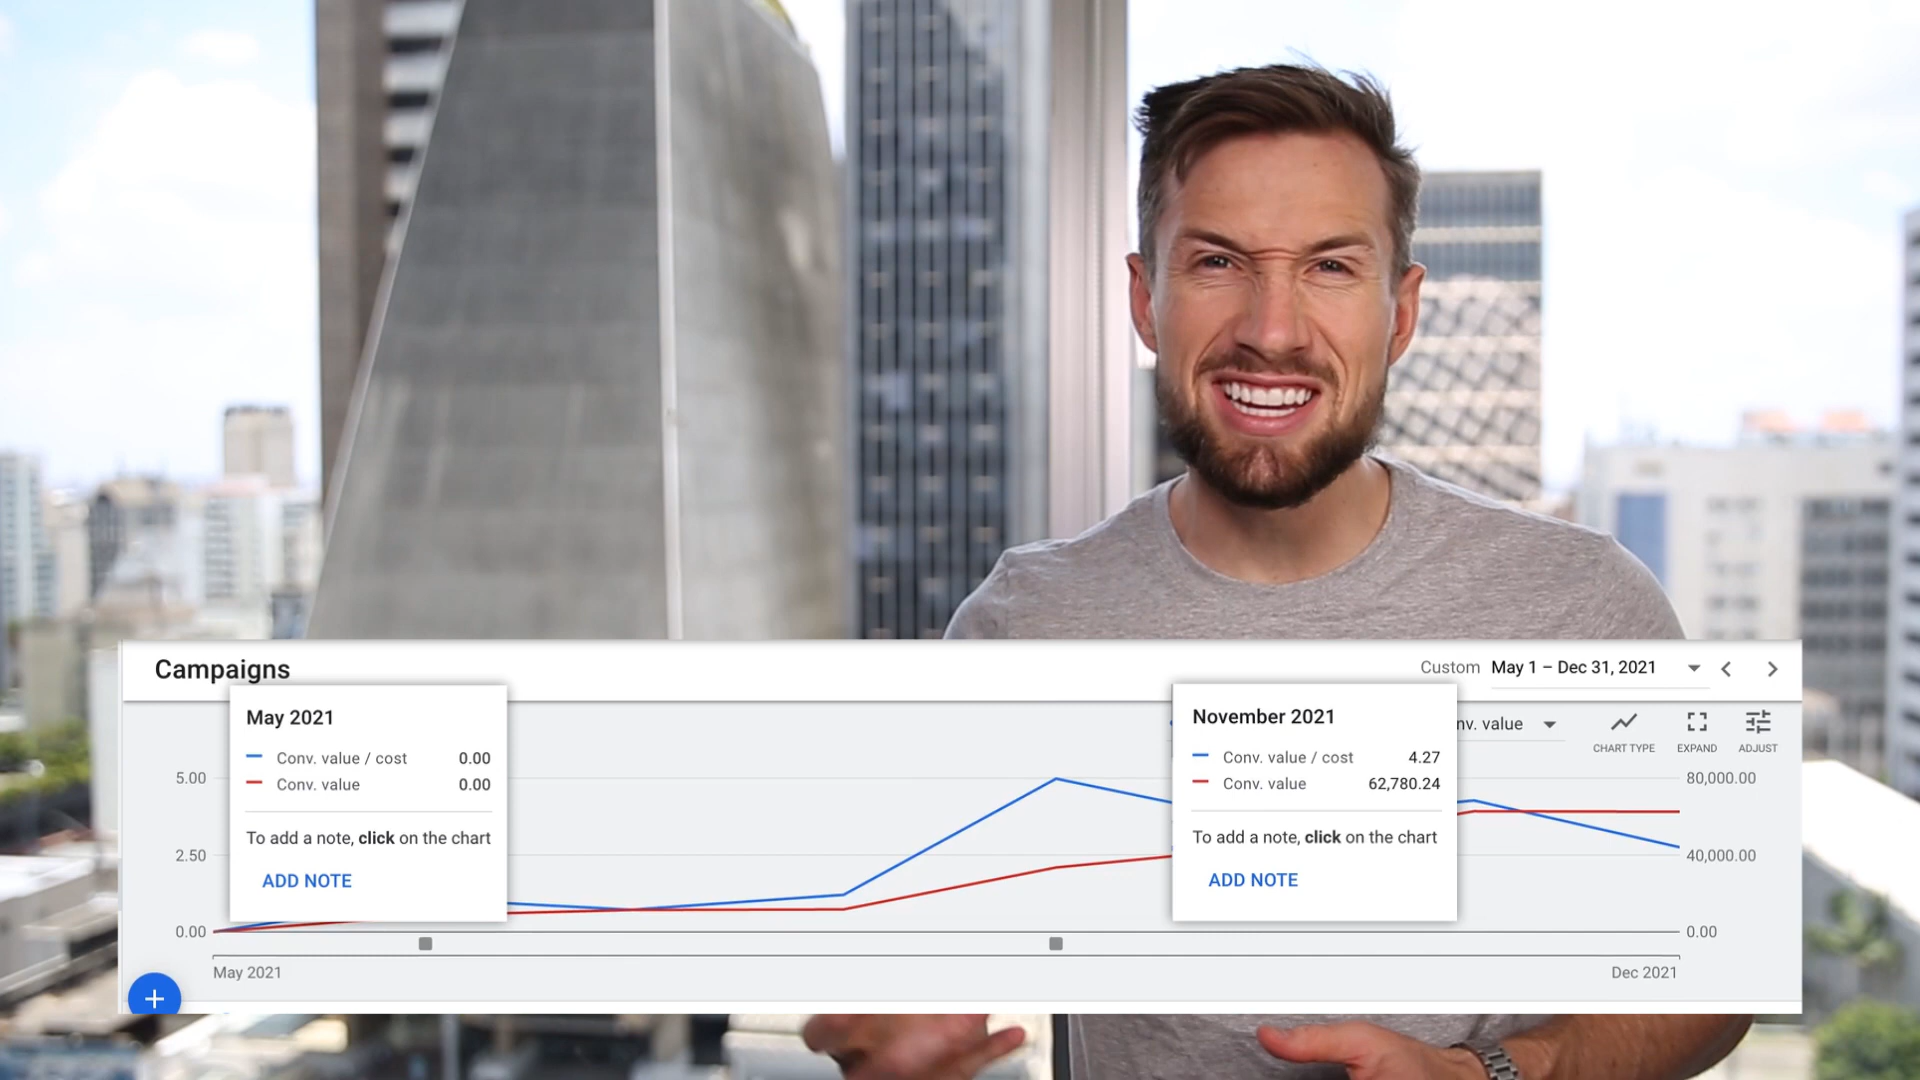 Campaigns
Custom May 1 – Dec 31, 2021
May 2021
Conv. value / cost 0.00
Conv. value 0.00
To add a note, click on the chart
ADD NOTE
November 2021
Conv. value / cost 4.27
Conv. value 62,780.24
To add a note, click on the chart
ADD NOTE
nv. value
CHART TYPE
EXPAND
ADJUST
5.00
2.50
0.00
80,000.00
40,000.00
0.00
May 2021
Dec 2021